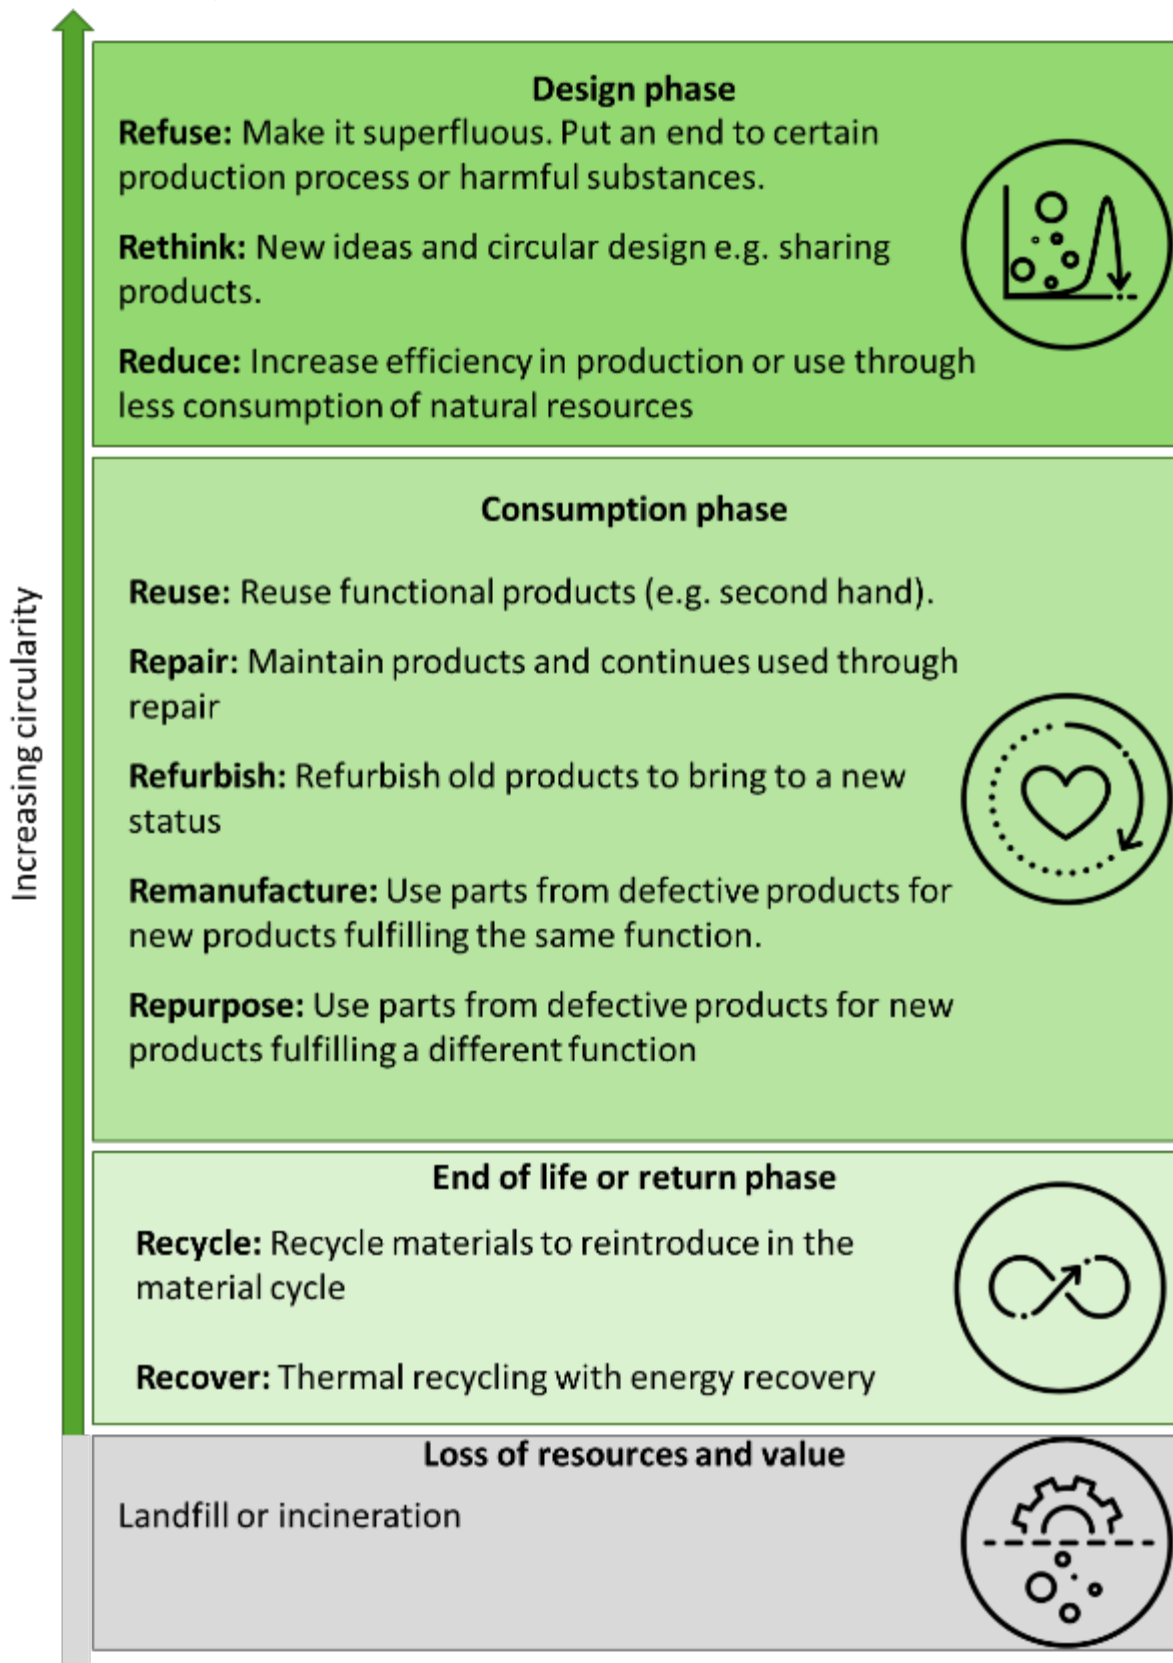 Design phase
Refuse: Make it superfluous. Put an end to certain
production process or harmful substances.
Rethink: New ideas and circular design e.g. sharing
products.
Reduce: Increase efficiency in production or use through
less consumption of natural resources
Increasing circularity
Consumption phase
Reuse: Reuse functional products (e.g. second hand).
Repair: Maintain products and continues used through
repair
Refurbish: Refurbish old products to bring to a new
status
Remanufacture: Use parts from defective products for
new products fulfilling the same function.
Repurpose: Use parts from defective products for new
products fulfilling a different function
End of life or return phase
Recycle: Recycle materials to reintroduce in the
material cycle
Recover: Thermal recycling with energy recovery
Loss of resources and value
Landfill or incineration